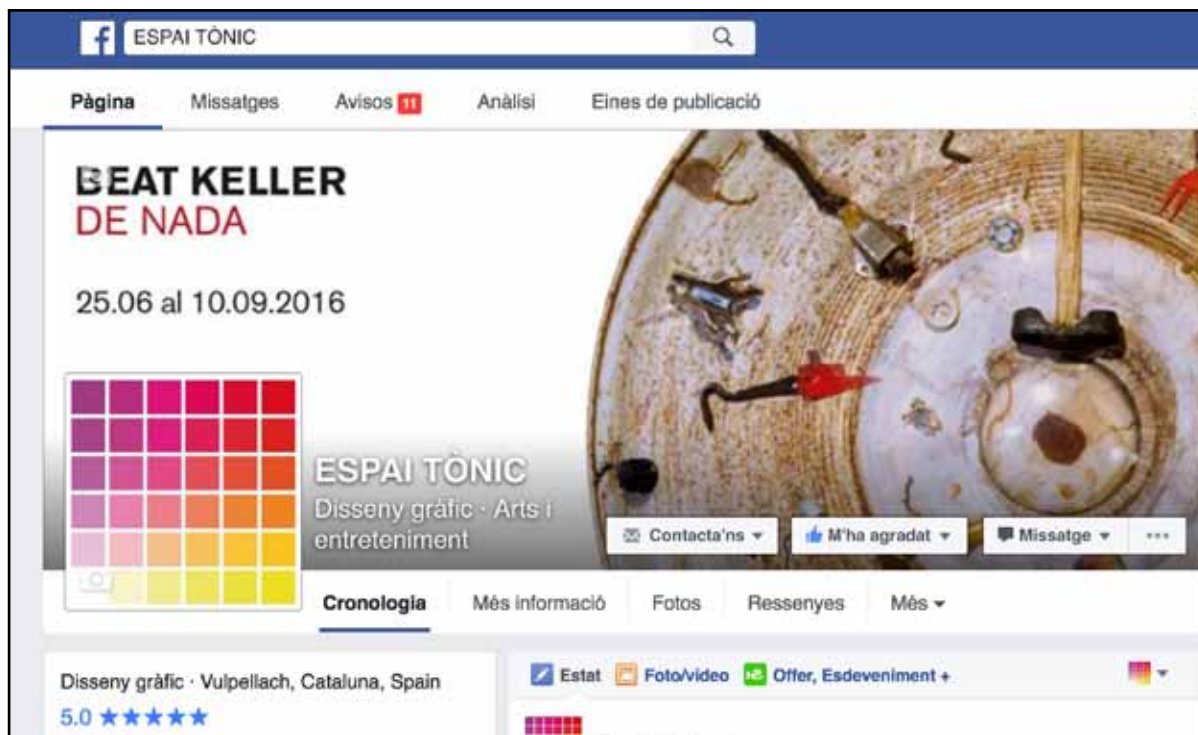 f ESPAI TÒNIC
Pàgina Missatges Avisos 11 Anàlisi Eines de publicació
BEAT KELLER
DE NADA
25.06 al 10.09.2016
ESPAI TÒNIC
Disseny gràfic · Arts i
entreteniment
Contacta'ns M'ha agradat Missatge
Cronologia Més informació Fotos Ressenyes Més
Disseny gràfic · Vulpellach, Cataluna, Spain
5.0 ★★★★★
Estat Foto/vídeo Offer, Esdeveniment +